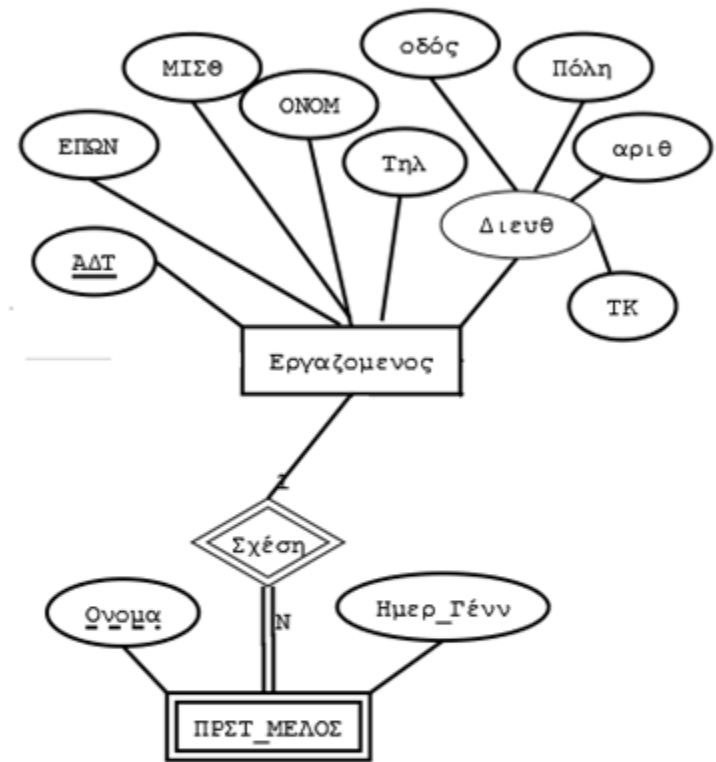 οδός
ΜΙΣΘ
Πόλη
ΟΝΟΜ
ΕΠΩΝ
Τηλ
αριθ
Διευθ
ΑΔΤ
ΤΚ
Εργαζομενος
1
Σχέση
Ονομα
Ημερ_Γένν
N
ΠΡΣΤ_ΜΕΛΟΣ